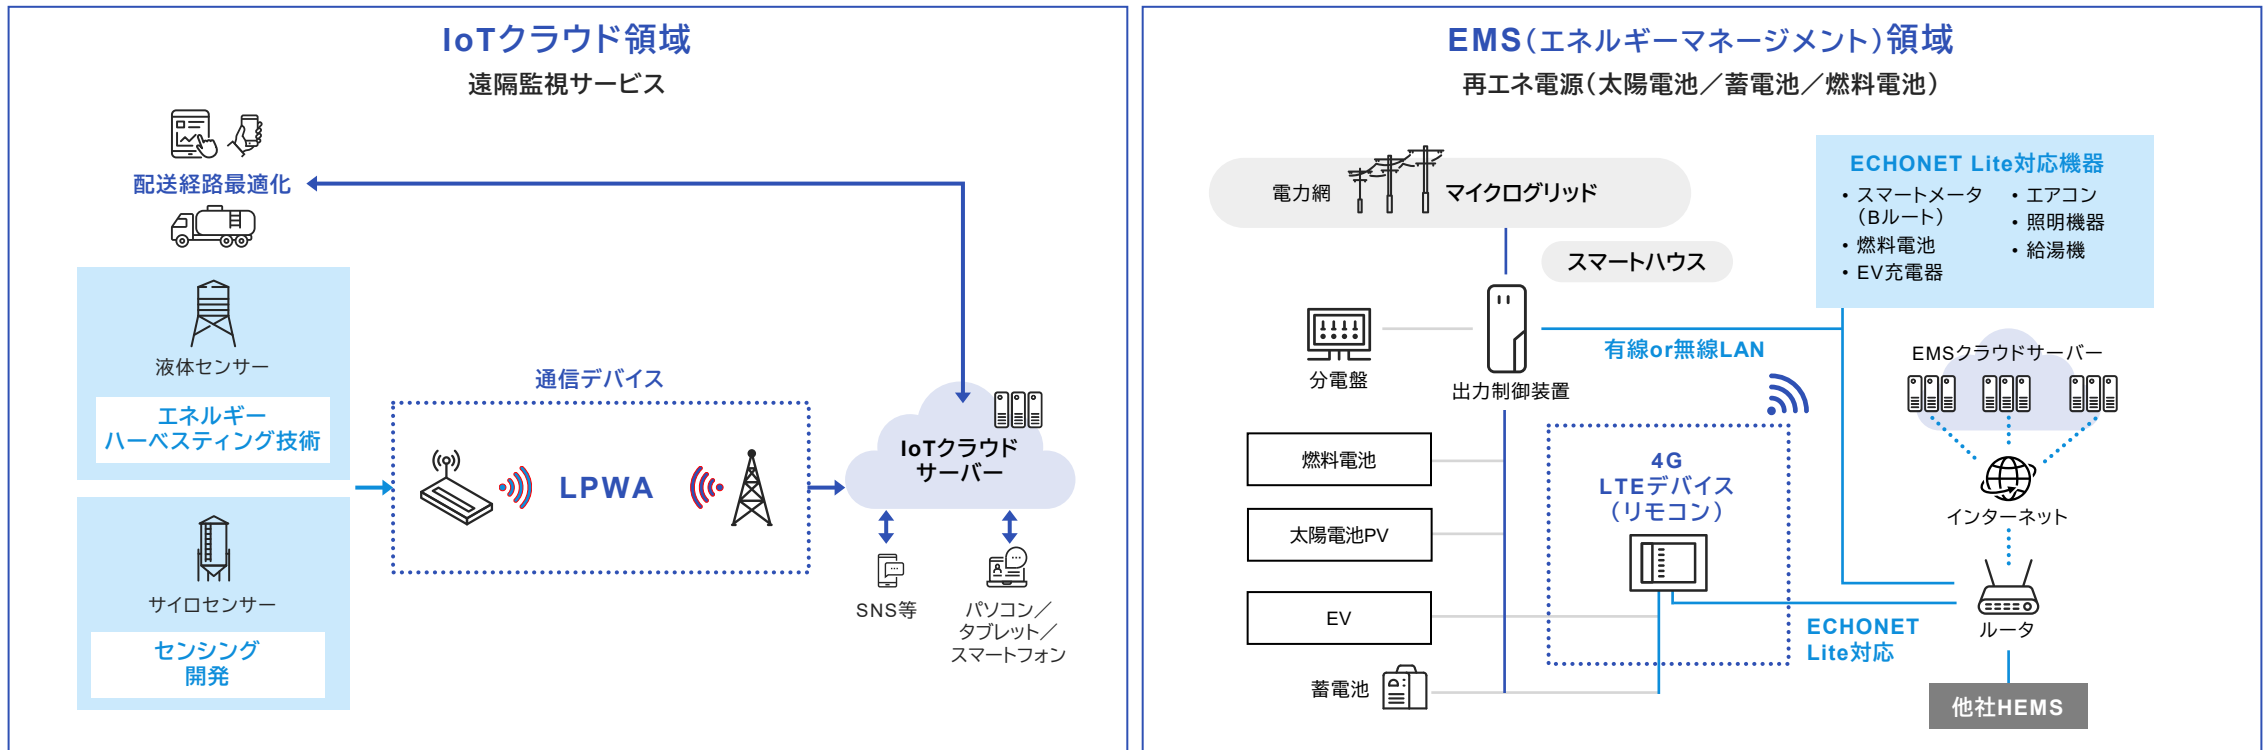 IoTクラウド領域
遠隔監視サービス
配送経路最適化
液体センサー
エネルギー
ハーベスティング技術
サイロセンサー
センシング
開発
通信デバイス
LPWA
IoTクラウド
サーバー
SNS等
パソコン／
タブレット／
スマートフォン
EMS（エネルギーマネージメント）領域
再エネ電源（太陽電池／蓄電池／燃料電池）
電力網
マイクログリッド
スマートハウス
分電盤
出力制御装置
有線or無線LAN
燃料電池
太陽電池PV
EV
蓄電池
4G
LTEデバイス
（リモコン）
ECHONET Lite対応機器
・スマートメータ
（Bルート）
・燃料電池
・EV充電器
・エアコン
・照明機器
・給湯機
EMSクラウドサーバー
インターネット
ルータ
ECHONET
Lite対応
他社HEMS